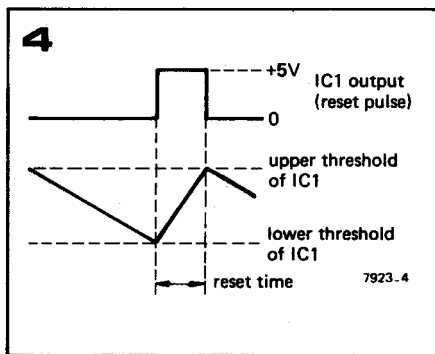 4
+5V
IC1 output
(reset pulse)
0
upper threshold
of IC1
lower threshold
of IC1
reset time
7923-4